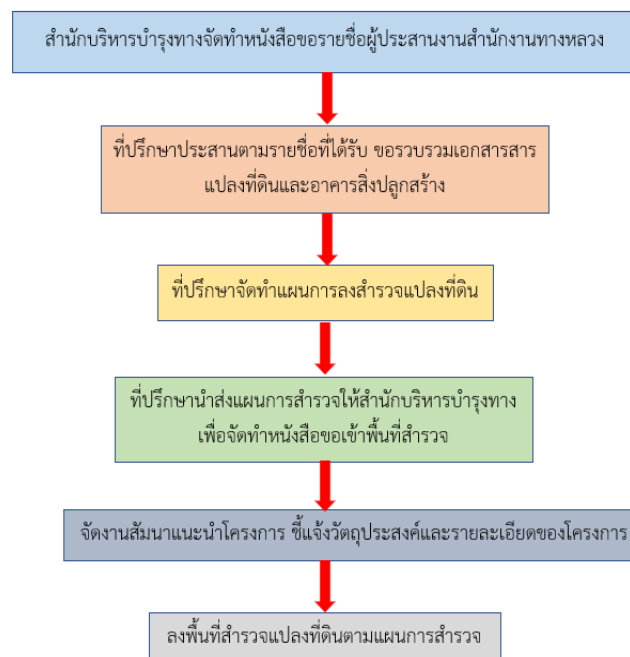 สำนักบริหารบำรุงทางจัดทำหนังสือขอรายชื่อผู้ประสานงานสำนักงานทางหลวง
ที่ปรึกษาประสานตามรายชื่อที่ได้รับ ขอรวบรวมเอกสารสาร
แปลงที่ดินและอาคารสิ่งปลูกสร้าง
ที่ปรึกษาจัดทำแผนการลงสำรวจแปลงที่ดิน
ที่ปรึกษานำส่งแผนการสำรวจให้สำนักบริหารบำรุงทาง
เพื่อจัดทำหนังสือขอเข้าพื้นที่สำรวจ
จัดงานสัมนาแนะนำโครงการ ชี้แจ้งวัตถุประสงค์และรายละเอียดของโครงการ
ลงพื้นที่สำรวจแปลงที่ดินตามแผนการสำรวจ